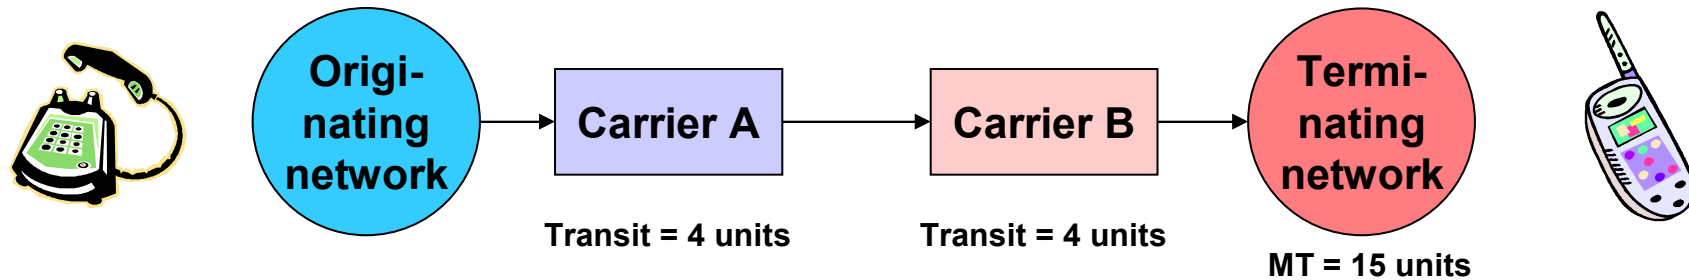 Origi-
nating
network
Carrier A
Carrier B
Termi-
nating
network
Transit = 4 units
Transit = 4 units
MT = 15 units